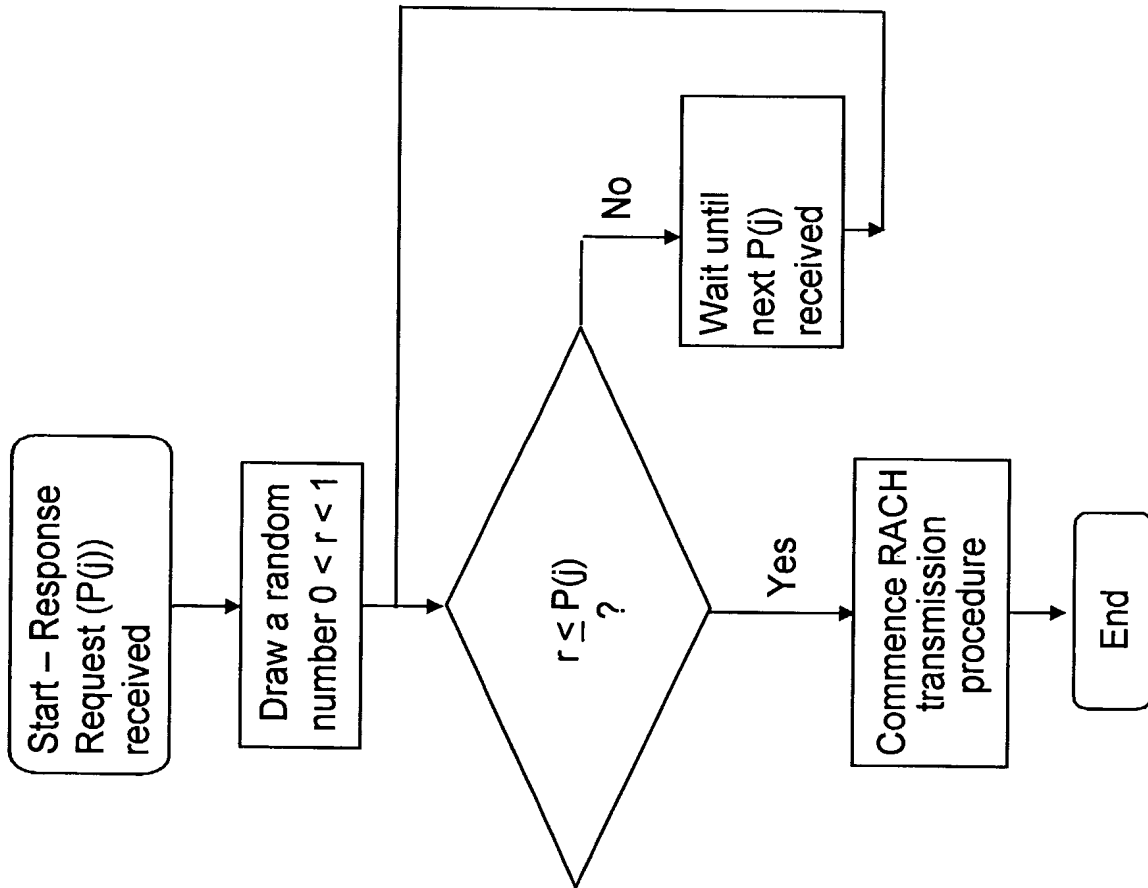 Start – Response
Request (P(j))
received
Draw a random
number 0 < r < 1
r ≤ P(j)
?
No
Wait until
next P(j)
received
Yes
Commence RACH
transmission
procedure
End